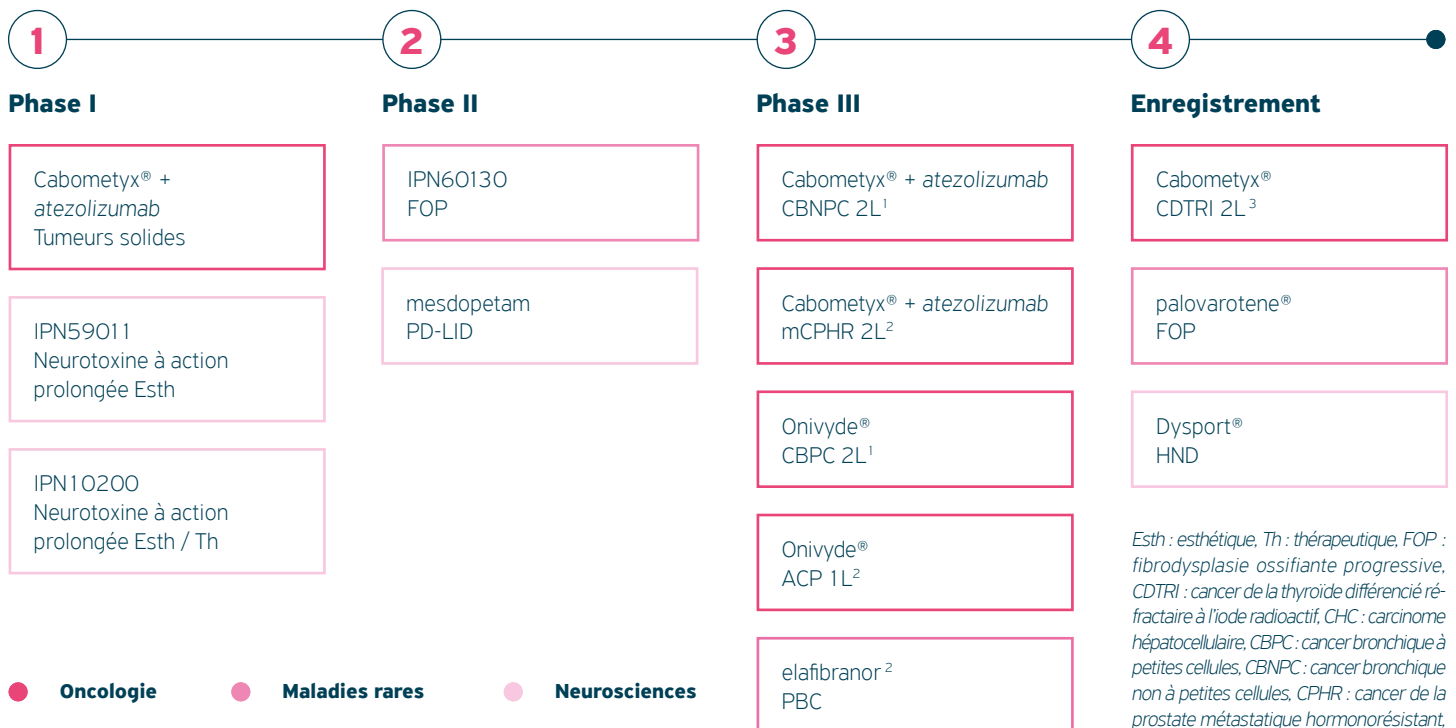 1
2
3
4
Phase I
Phase II
Phase III
Enregistrement
Cabometyx® +
atezolizumab
Tumeurs solides
IPN59011
Neurotoxine à action
prolongée Esth
IPN10200
Neurotoxine à action
prolongée Esth / Th
IPN60130
FOP
mesdopetam
PD-LID
Cabometyx® + atezolizumab
CBNPC 2L¹
Cabometyx® + atezolizumab
mCPHR 2L²
Onivyde®
CBPC 2L¹
Onivyde®
ACP 1L²
elafibranor ²
PBC
Cabometyx®
CDTRI 2L³
palovarotene®
FOP
Dysport®
HND
Esth : esthétique, Th : thérapeutique, FOP :
fibrodysplasie ossifiante progressive,
CDTRI : cancer de la thyroïde différencié ré-
fractaire à l'iode radioactif, CHC : carcinome
hépatocellulaire, CBPC : cancer bronchique à
petites cellules, CBNPC : cancer bronchique
non à petites cellules, CPHR : cancer de la
prostate métastatique hormonorésistant,
Oncologie
Maladies rares
Neurosciences